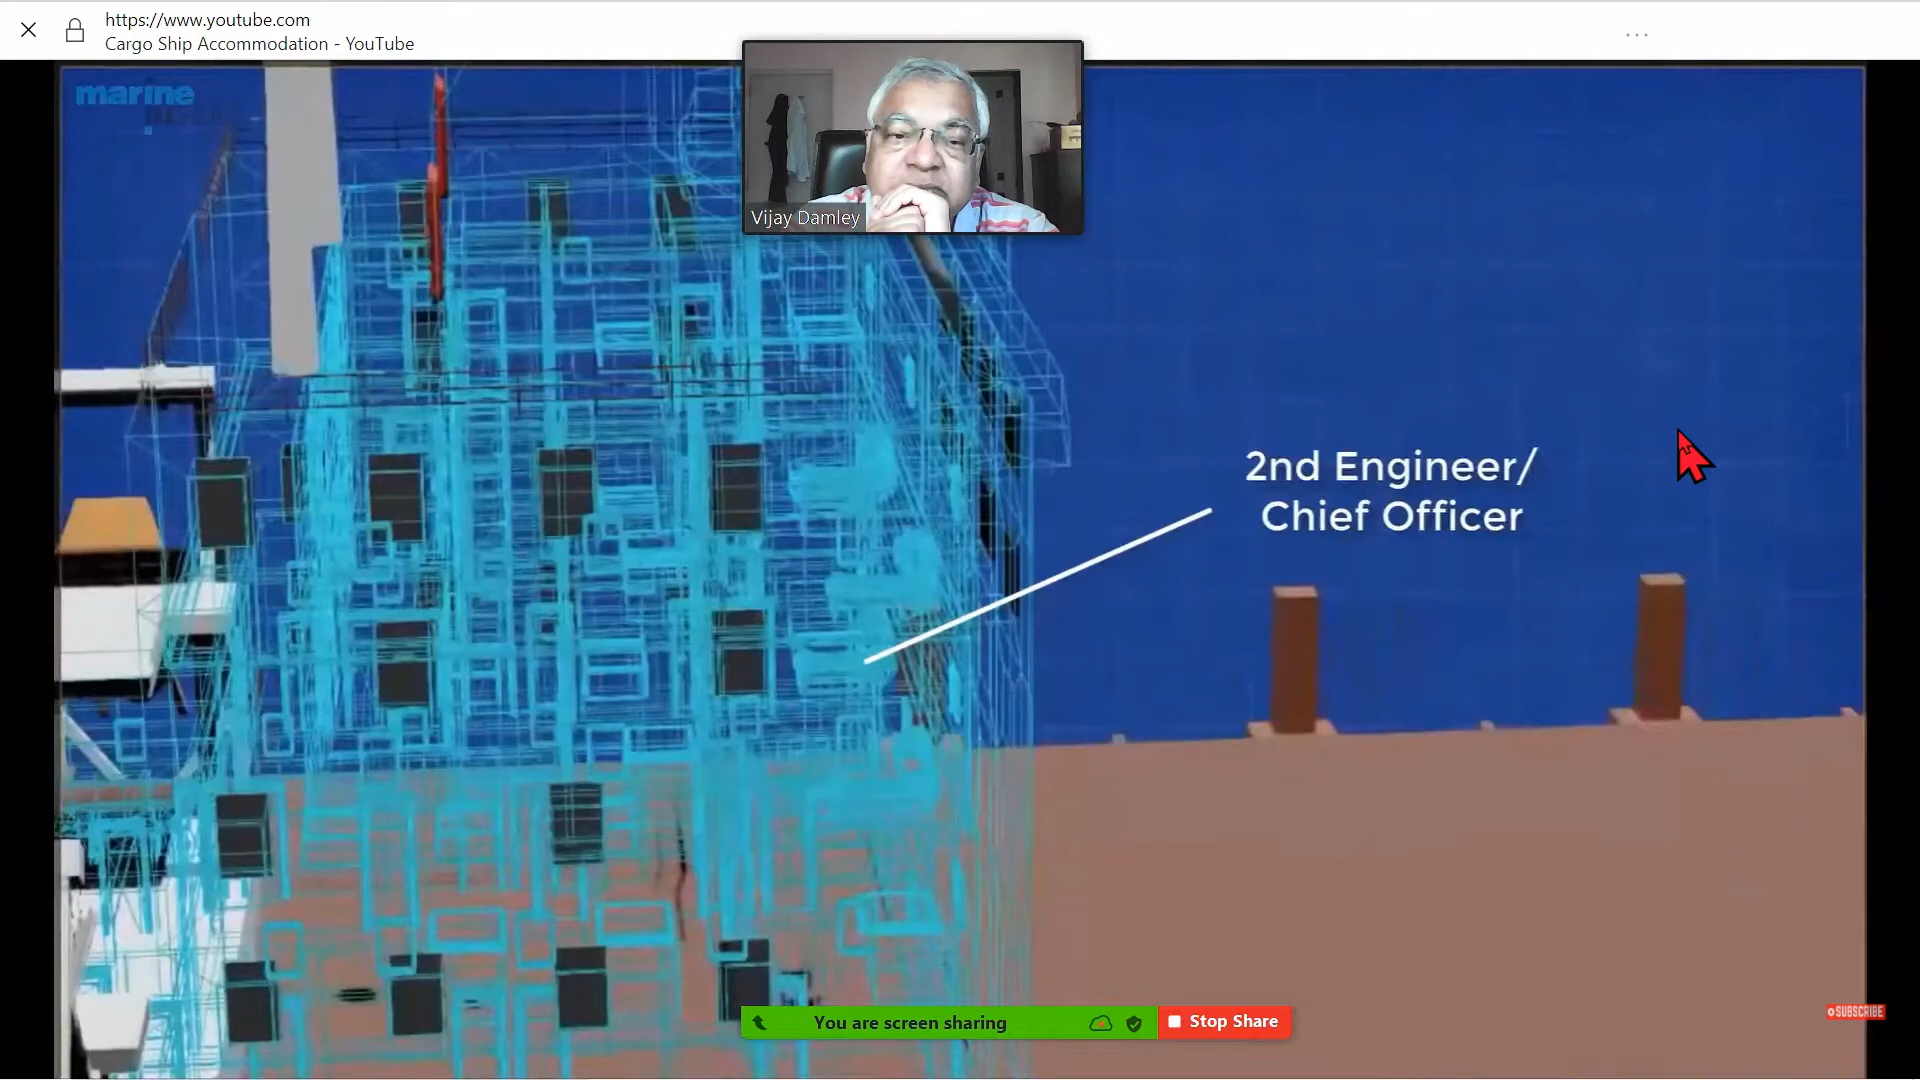 https://www.youtube.com
Cargo Ship Accommodation - YouTube
marine
Vijay Damley
2nd Engineer/
Chief Officer
You are screen sharing
Stop Share
SUBSCRIBE